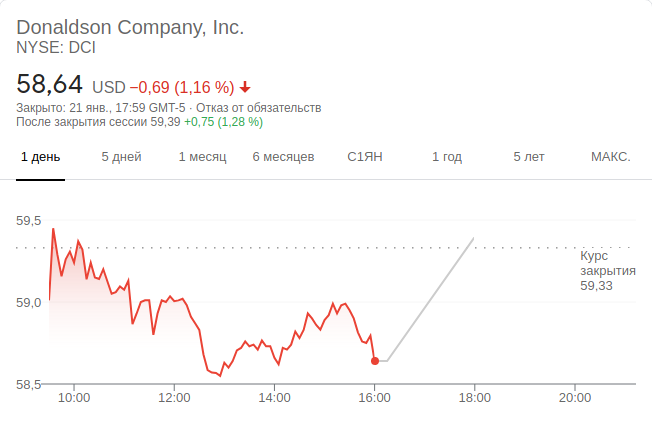 Donaldson Company, Inc.
NYSE: DCI
58,64 USD −0,69 (1,16 %)
Закрыто: 21 янв., 17:59 GMT-5 · Отказ от обязательств
После закрытия сессии 59,39 +0,75 (1,28 %)
1 день 5 дней 1 месяц 6 месяцев С1ЯН 1 год 5 лет МАКС.
59,5
Курс
закрытия
59,33
59,0
58,5
10:00 12:00 14:00 16:00 18:00 20:00